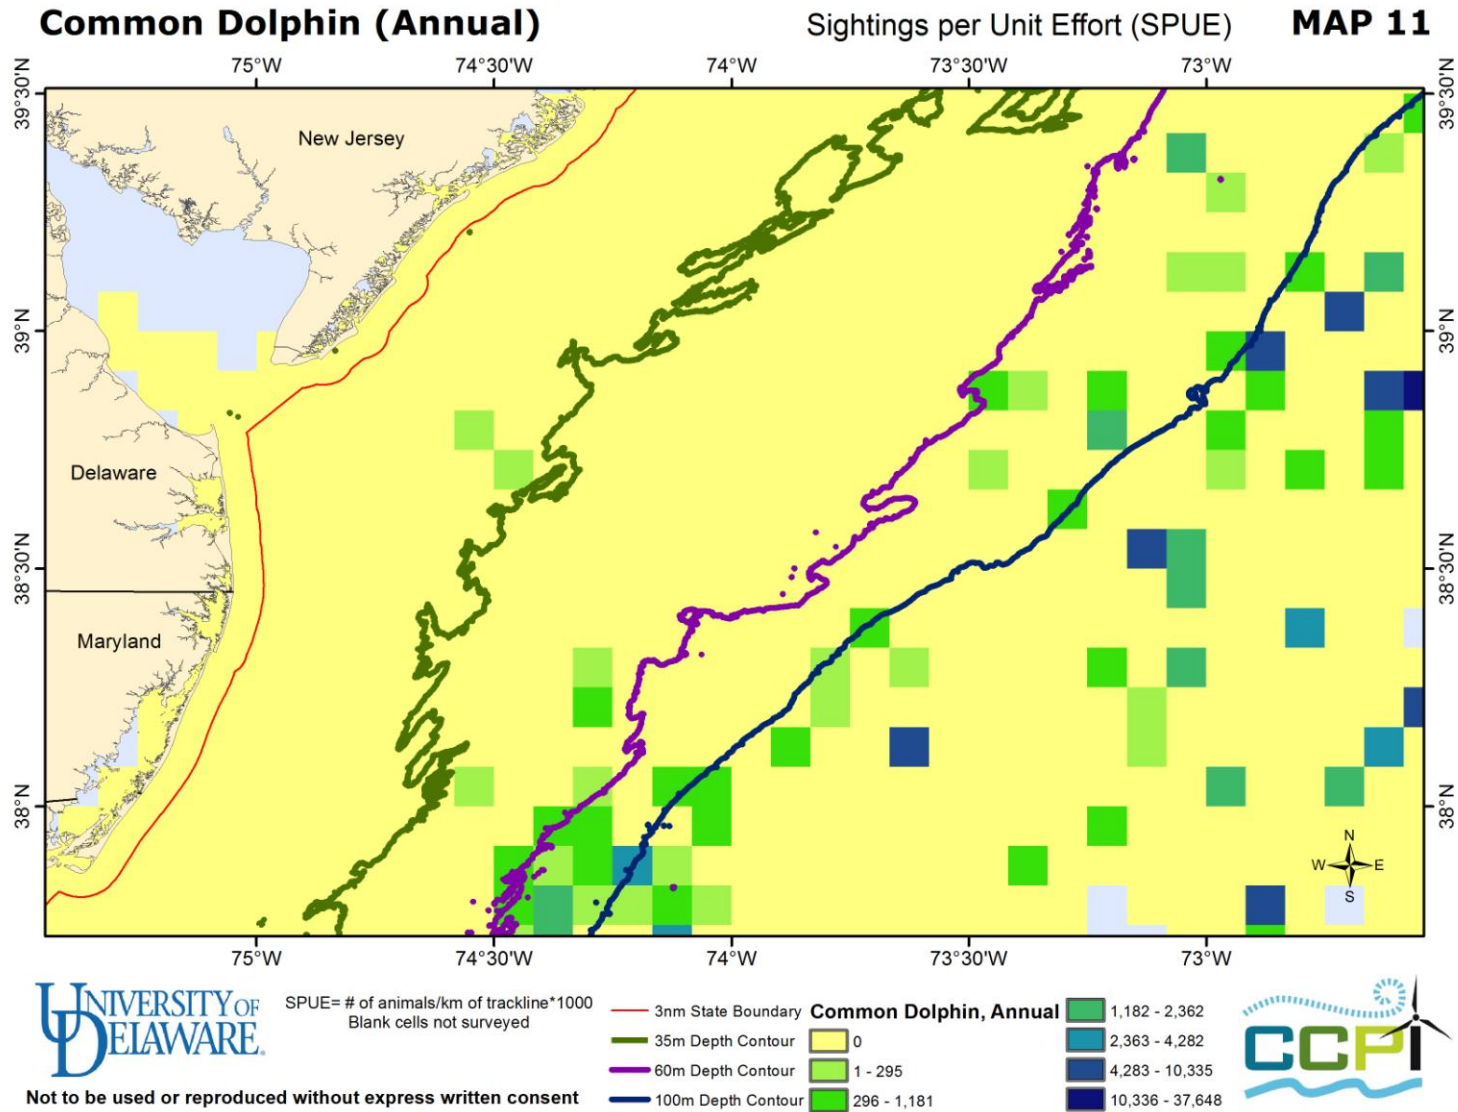 Common Dolphin (Annual) Sightings per Unit Effort (SPUE) MAP 11
75°W 74°30'W 74°W 73°30'W 73°W
39°30'N 39°30'N
New Jersey
39°N 39°N
Delaware
38°30'N 38°30'N
Maryland
38°N 38°N
N
W E
S
75°W 74°30'W 74°W 73°30'W 73°W
UNIVERSITY OF
DELAWARE.
SPUE= # of animals/km of trackline*1000
Blank cells not surveyed
Not to be used or reproduced without express written consent
3nm State Boundary
35m Depth Contour
60m Depth Contour
100m Depth Contour
Common Dolphin, Annual
0
1 - 295
296 - 1,181
1,182 - 2,362
2,363 - 4,282
4,283 - 10,335
10,336 - 37,648
CCPI